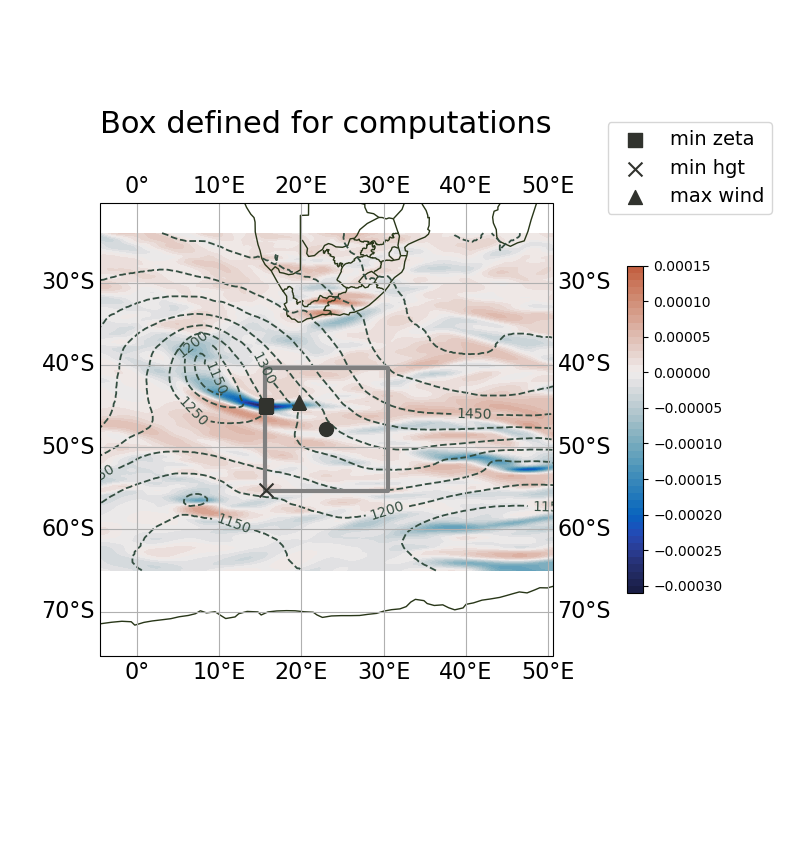 Box defined for computations
min zeta
min hgt
max wind
0° 10°E 20°E 30°E 40°E 50°E
30°S 30°S
40°S 40°S
50°S 50°S
60°S 60°S
70°S 70°S
0° 10°E 20°E 30°E 40°E 50°E
1200
1150
1300
1250
1450
1200
1150
0.00015
0.00010
0.00005
0.00000
−0.00005
−0.00010
−0.00015
−0.00020
−0.00025
−0.00030